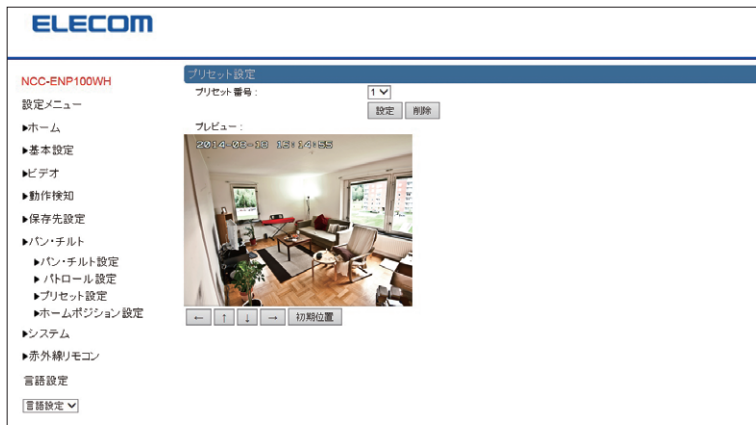 ELECOM
NCC-ENP100WH
設定メニュー
▶ホーム
▶基本設定
▶ビデオ
▶動作検知
▶保存先設定
▶パン・チルト
▶パン・チルト設定
▶パトロール設定
▶プリセット設定
▶ホームポジション設定
▶システム
▶赤外線リモコン
言語設定
言語設定
プリセット設定
プリセット番号: 1
設定 削除
プレビュー:
2014-08-18 15:14:55
← ↑ ↓ → 初期位置